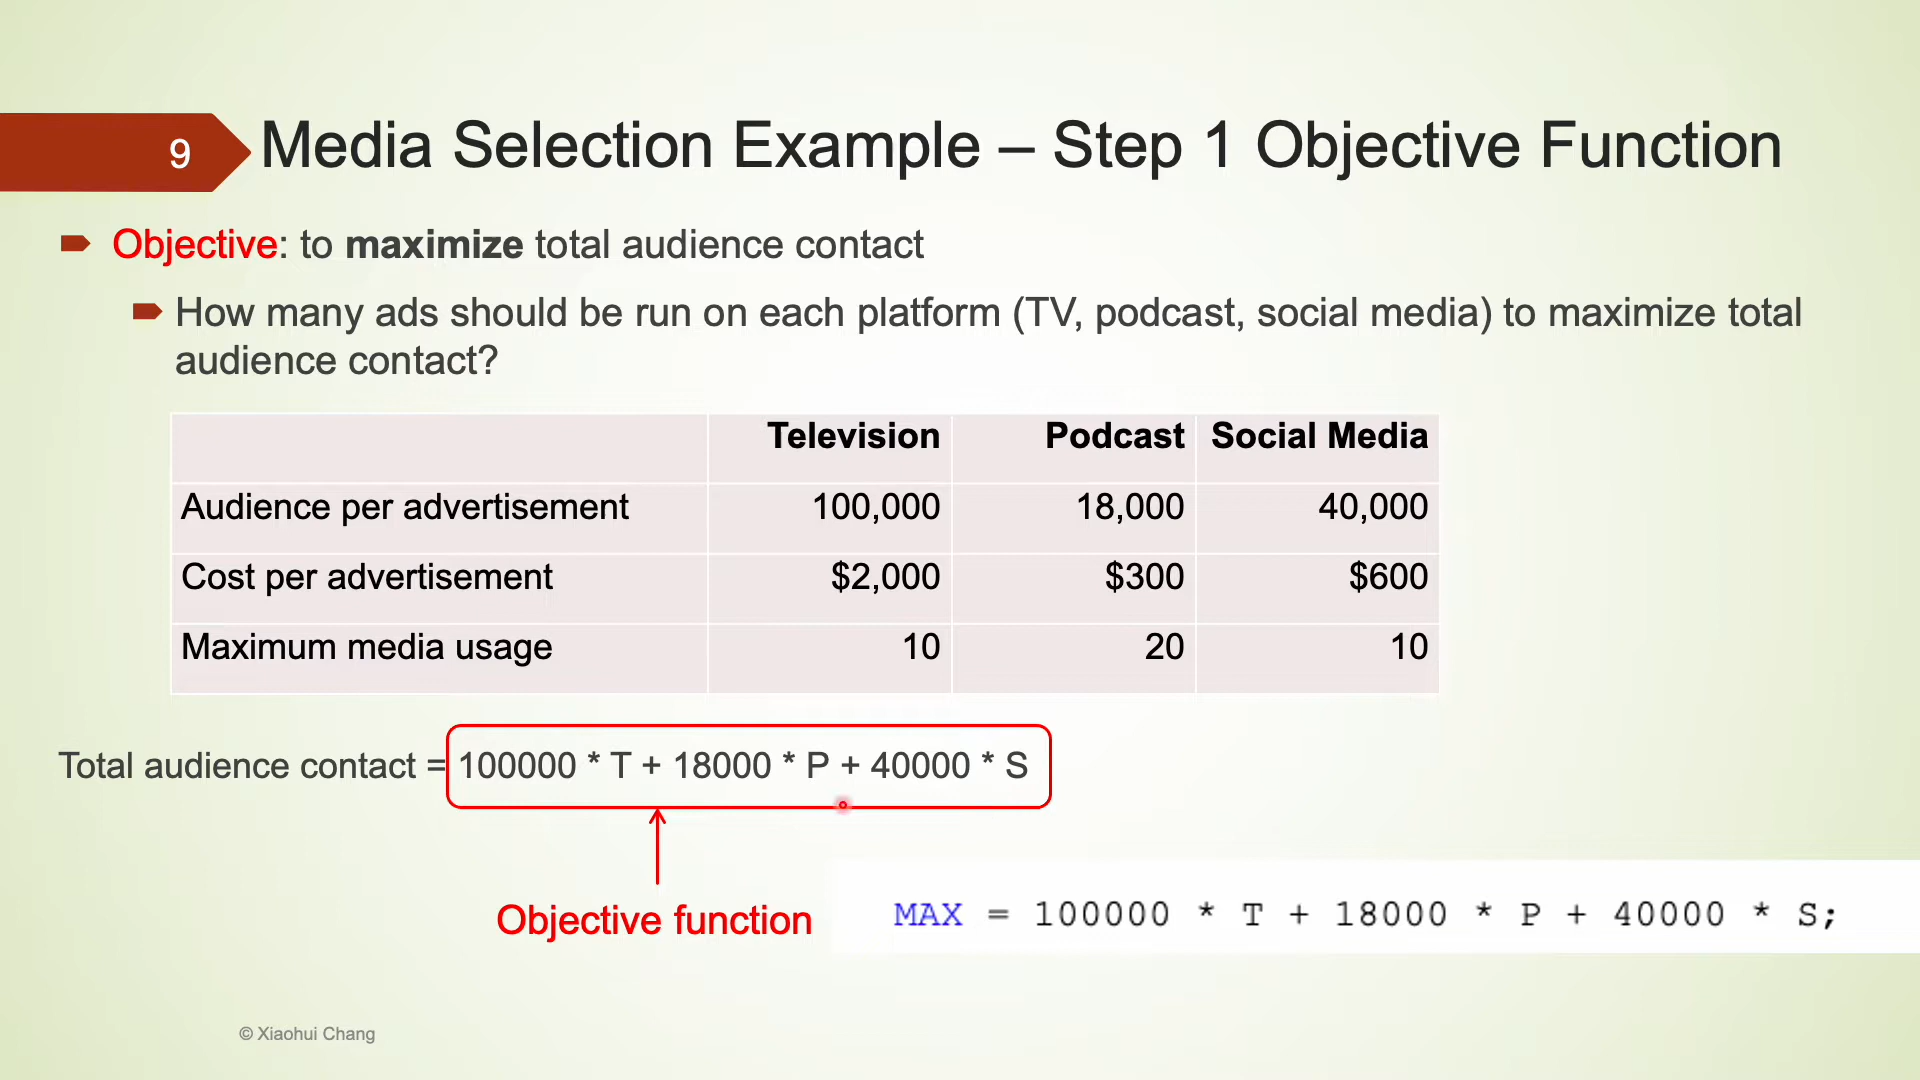 9
Media Selection Example – Step 1 Objective Function
Objective: to maximize total audience contact
How many ads should be run on each platform (TV, podcast, social media) to maximize total
audience contact?
Television Podcast Social Media
Audience per advertisement 100,000 18,000 40,000
Cost per advertisement $2,000 $300 $600
Maximum media usage 10 20 10
Total audience contact = 100000 * T + 18000 * P + 40000 * S
Objective function
MAX = 100000 * T + 18000 * P + 40000 * S;
© Xiaohui Chang